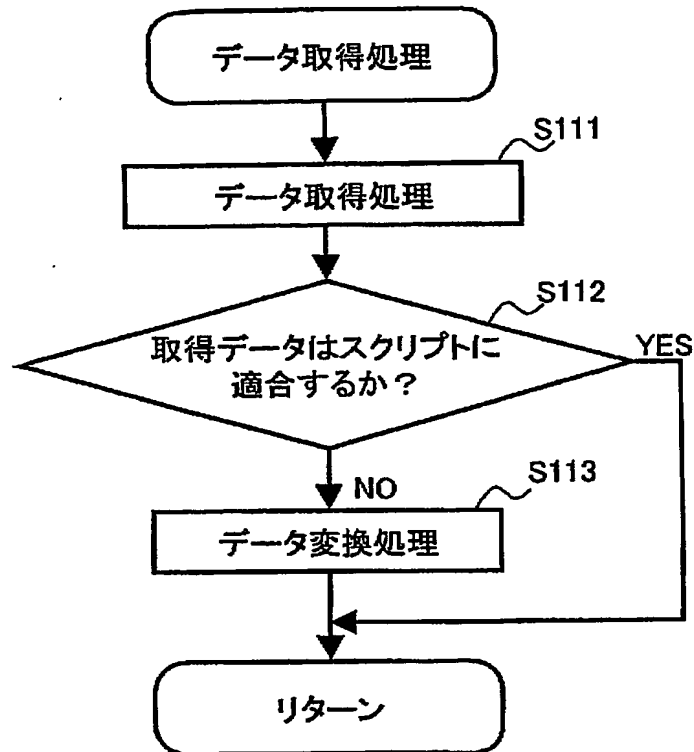 データ取得処理
S111
データ取得処理
S112
取得データはスクリプトに
適合するか？
YES
NO
S113
データ変換処理
リターン